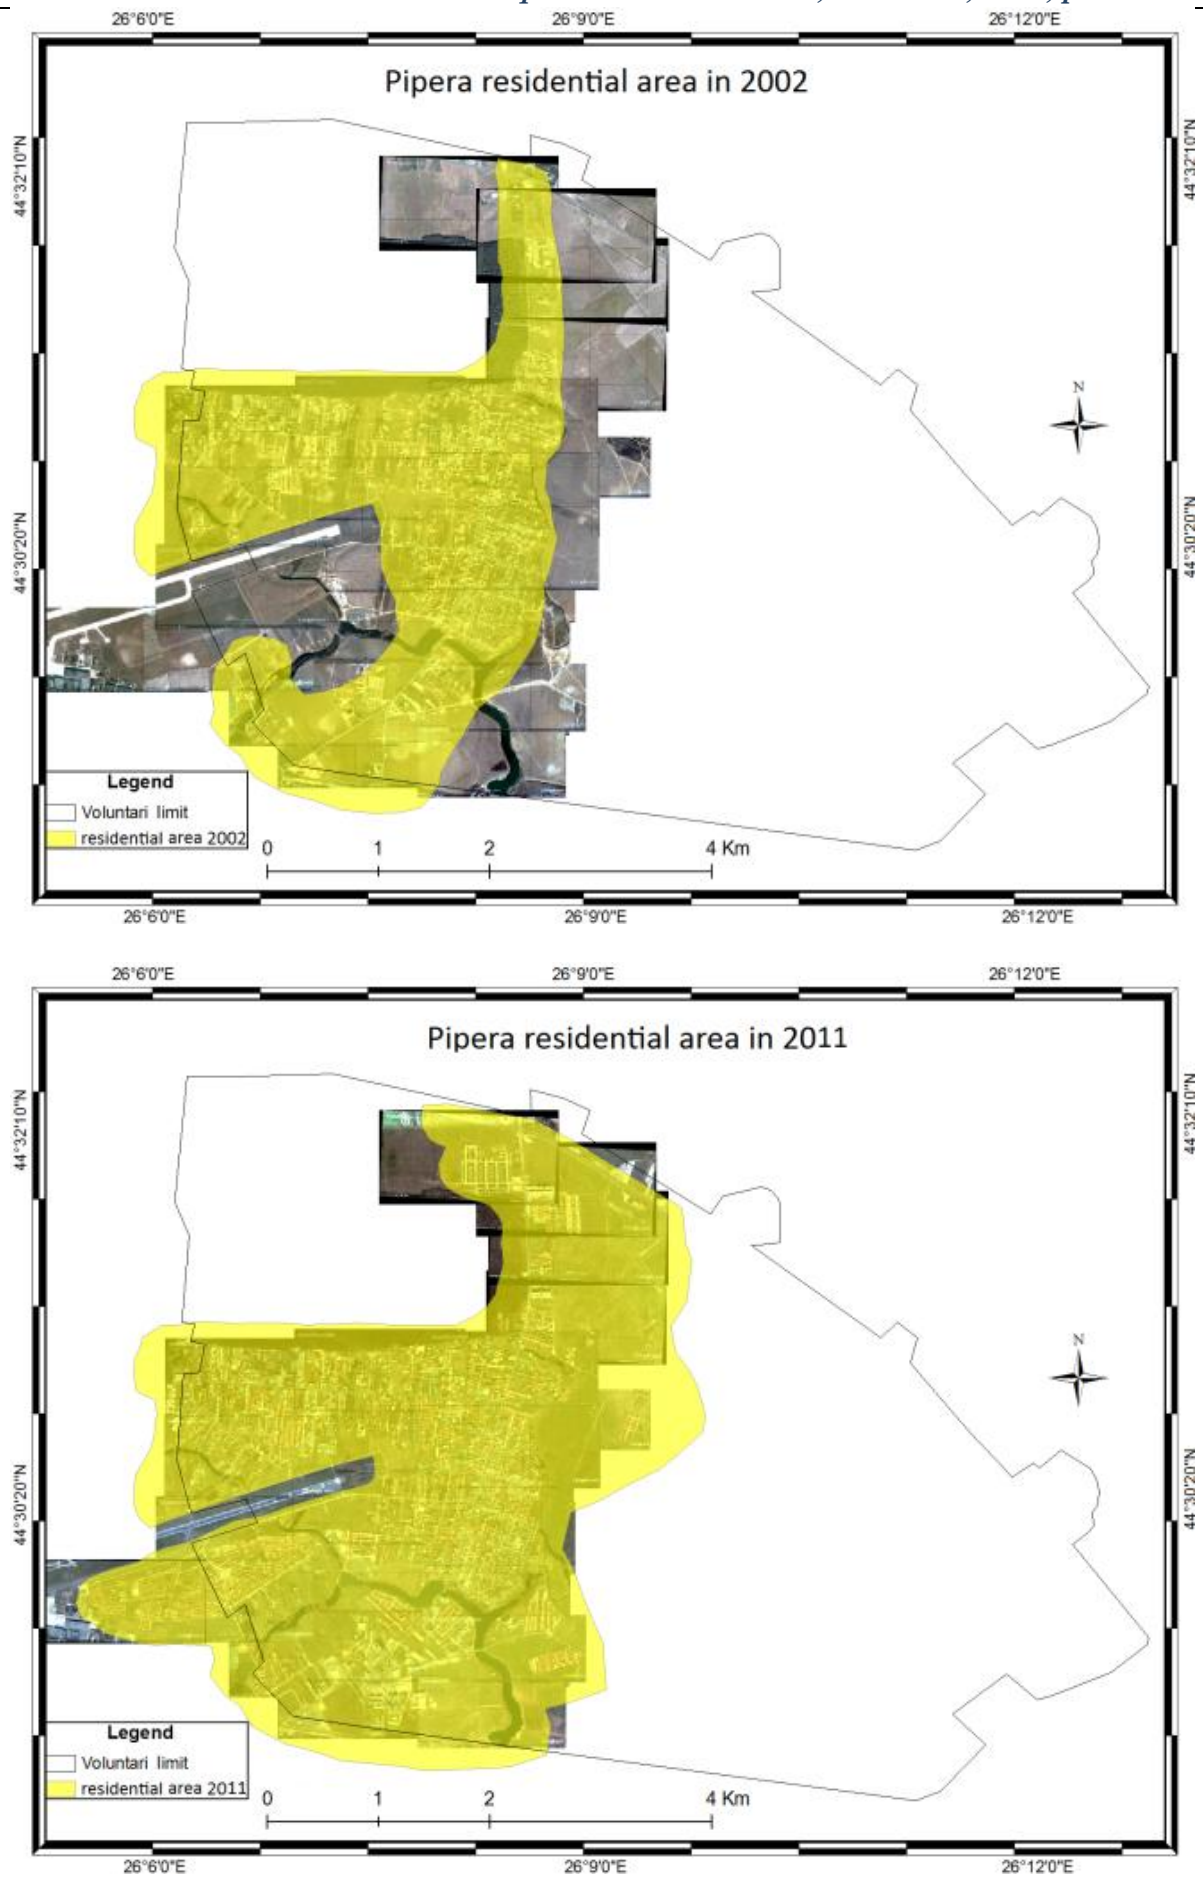 26°6'0"E 26°9'0"E 26°12'0"E
Pipera residential area in 2002
44°32'10"N 44°32'10"N
N
44°30'20"N 44°30'20"N
Legend
Voluntari limit
residential area 2002
0 1 2 4 Km
26°6'0"E 26°9'0"E 26°12'0"E
26°6'0"E 26°9'0"E 26°12'0"E
Pipera residential area in 2011
44°32'10"N 44°32'10"N
N
44°30'20"N 44°30'20"N
Legend
Voluntari limit
residential area 2011
0 1 2 4 Km
26°6'0"E 26°9'0"E 26°12'0"E